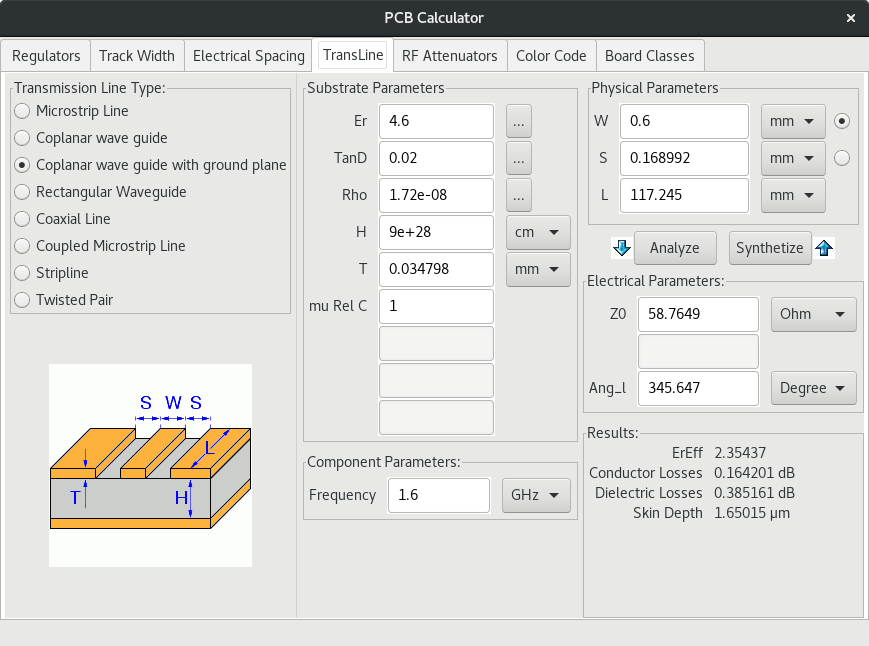 PCB Calculator
×
Regulators Track Width Electrical Spacing TransLine RF Attenuators Color Code Board Classes
Transmission Line Type:
Microstrip Line
Coplanar wave guide
Coplanar wave guide with ground plane
Rectangular Waveguide
Coaxial Line
Coupled Microstrip Line
Stripline
Twisted Pair
S W S
L
T H
Substrate Parameters
Er 4.6 ...
TanD 0.02 ...
Rho 1.72e-08 ...
H 9e+28 cm
T 0.034798 mm
mu Rel C 1
Component Parameters:
Frequency 1.6 GHz
Physical Parameters
W 0.6 mm
S 0.168992 mm
L 117.245 mm
Analyze Synthetize
Electrical Parameters:
Z0 58.7649 Ohm
Ang_l 345.647 Degree
Results:
ErEff 2.35437
Conductor Losses 0.164201 dB
Dielectric Losses 0.385161 dB
Skin Depth 1.65015 µm